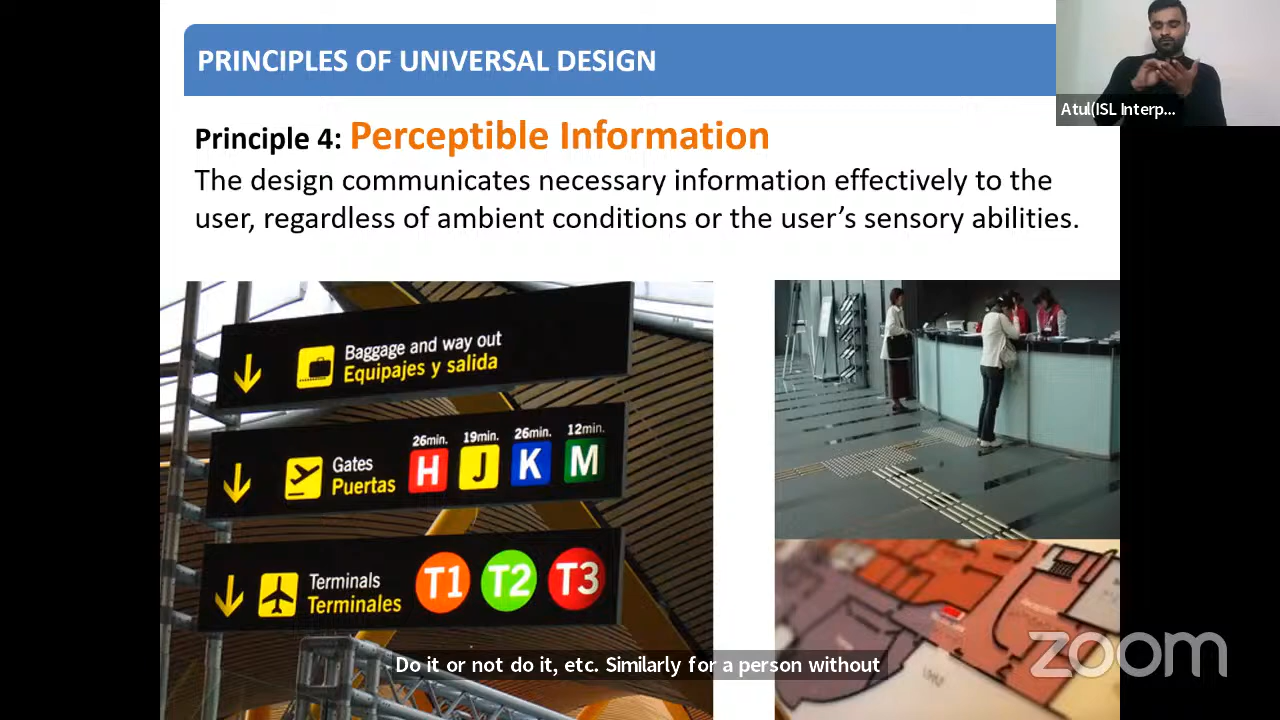 PRINCIPLES OF UNIVERSAL DESIGN
Atul(ISL Interp...
Principle 4: Perceptible Information
The design communicates necessary information effectively to the
user, regardless of ambient conditions or the user's sensory abilities.
Baggage and way out
Equipajes y salida
26min. 19min. 26min. 12min.
Gates
Puertas
H J K M
Terminals
Terminales
T1 T2 T3
Do it or not do it, etc. Similarly for a person without
zoom